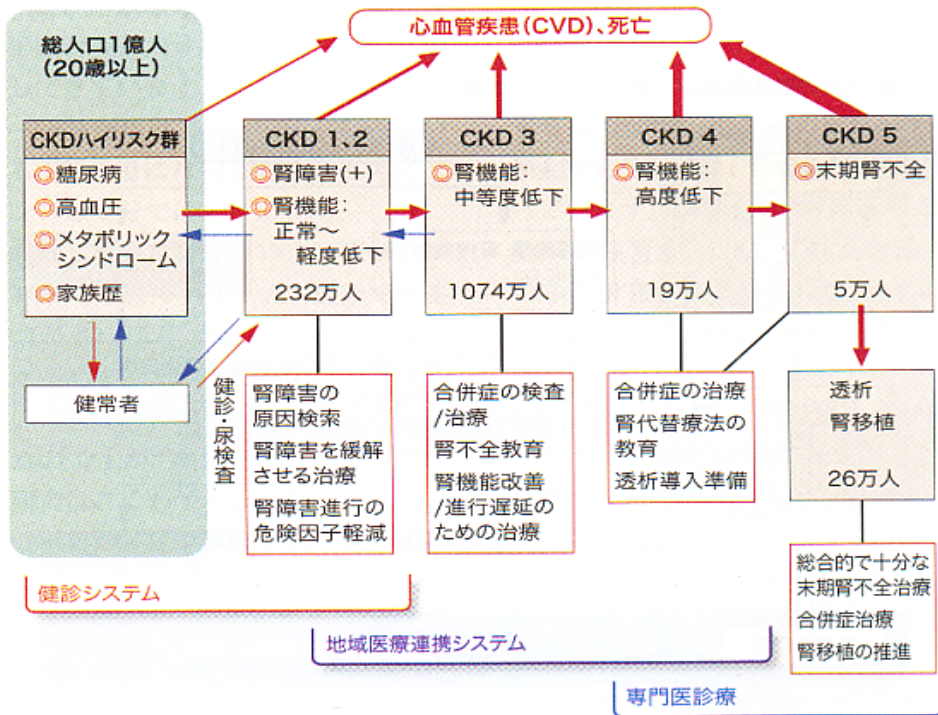 心血管疾患(CVD)、死亡
総人口1億人
(20歳以上)
CKDハイリスク群
◎糖尿病
◎高血圧
◎メタボリック
シンドローム
◎家族歴
健常者
健診・尿検査
CKD 1、2
◎腎障害(+)
◎腎機能:
正常〜
軽度低下
232万人
腎障害の
原因検索
腎障害を緩解
させる治療
腎障害進行の
危険因子軽減
CKD 3
◎腎機能:
中等度低下
1074万人
合併症の検査
/治療
腎不全教育
腎機能改善
/進行遅延の
ための治療
CKD 4
◎腎機能:
高度低下
19万人
合併症の治療
腎代替療法の
教育
透析導入準備
CKD 5
◎末期腎不全
5万人
透析
腎移植
26万人
総合的で十分な
末期腎不全治療
合併症治療
腎移植の推進
健診システム
地域医療連携システム
専門医診療